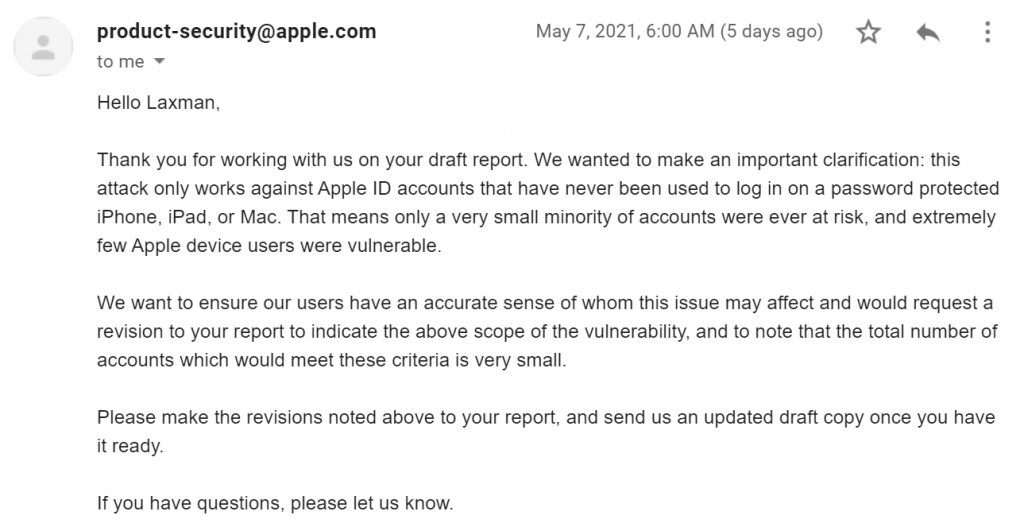 product-security@apple.com
May 7, 2021, 6:00 AM (5 days ago)
to me
Hello Laxman,
Thank you for working with us on your draft report. We wanted to make an important clarification: this
attack only works against Apple ID accounts that have never been used to log in on a password protected
iPhone, iPad, or Mac. That means only a very small minority of accounts were ever at risk, and extremely
few Apple device users were vulnerable.
We want to ensure our users have an accurate sense of whom this issue may affect and would request a
revision to your report to indicate the above scope of the vulnerability, and to note that the total number of
accounts which would meet these criteria is very small.
Please make the revisions noted above to your report, and send us an updated draft copy once you have
it ready.
If you have questions, please let us know.